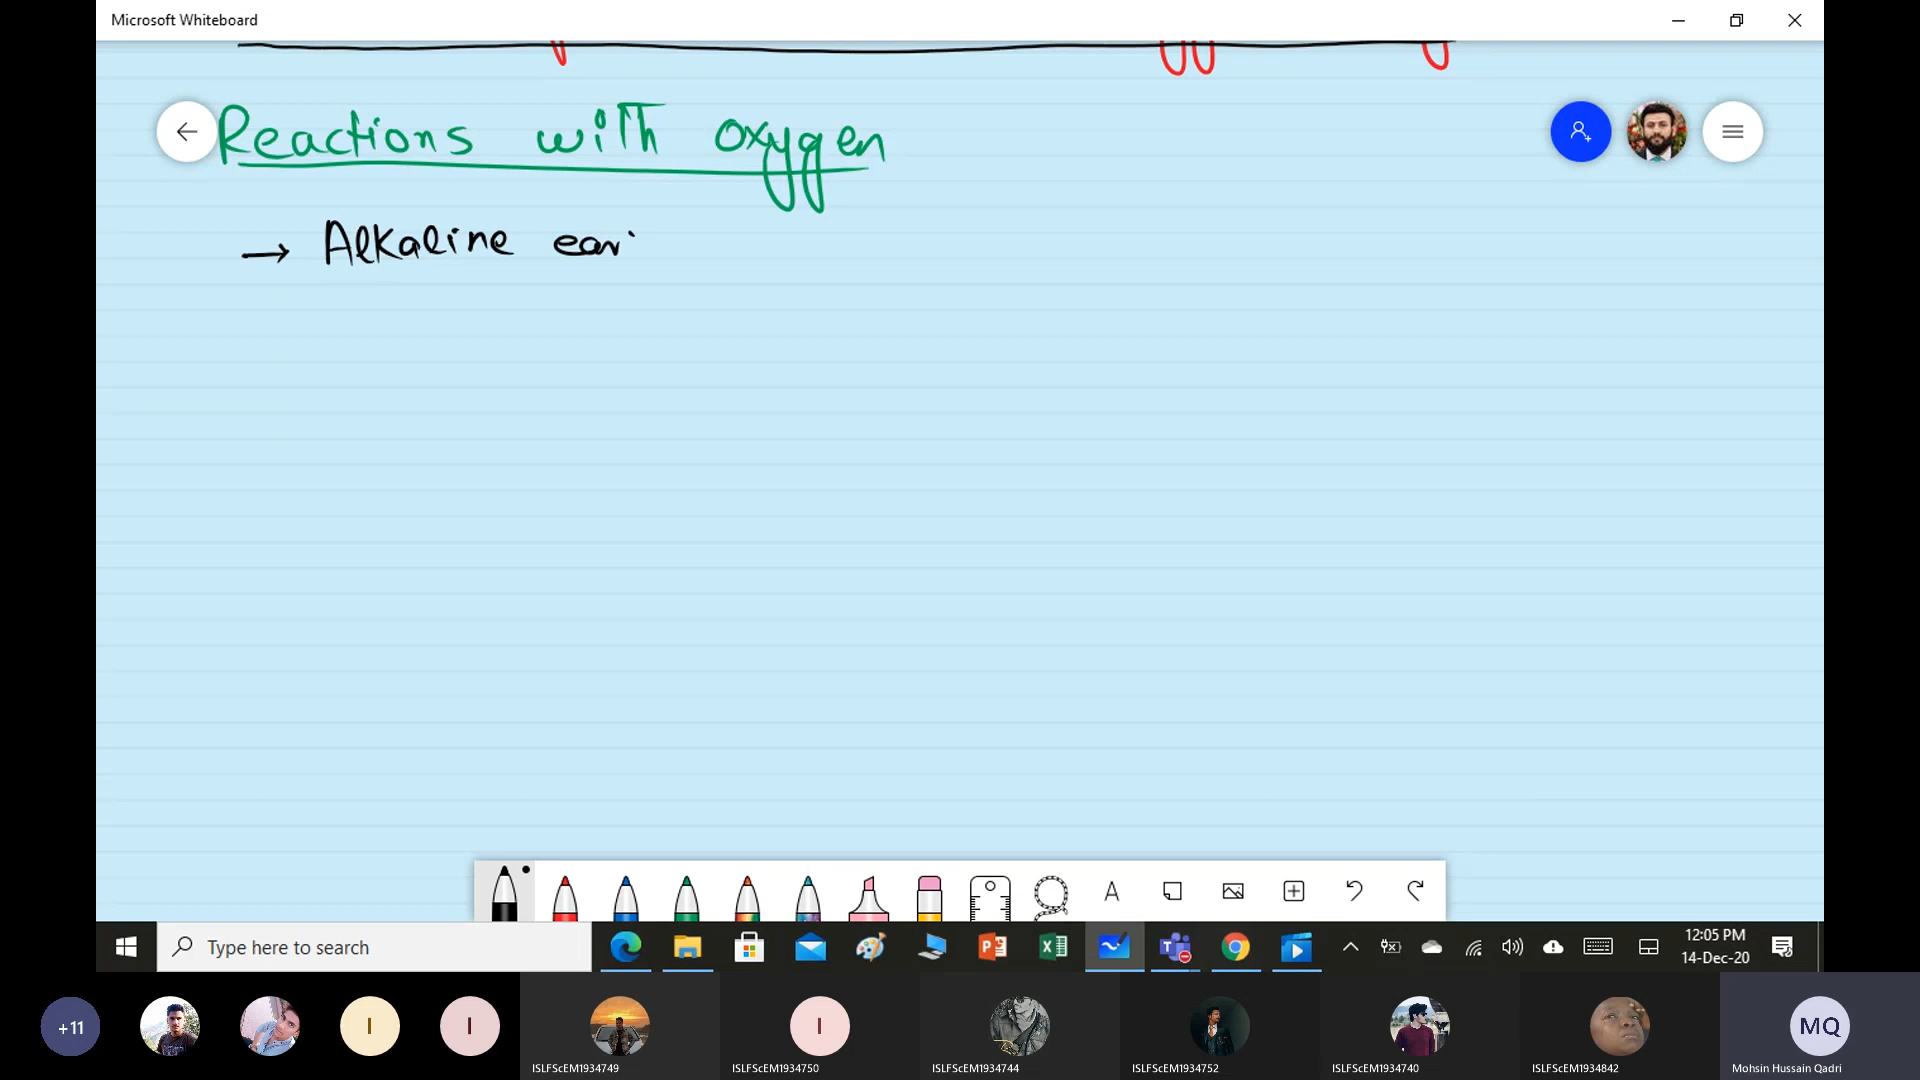 Microsoft Whiteboard
Reactions with oxygen
→ Alkaline ear
A
Type here to search
12:05 PM
14-Dec-20
+11
I
I
I
MQ
ISLFScEM1934749
ISLFScEM1934750
ISLFScEM1934744
ISLFScEM1934752
ISLFScEM1934740
ISLFScEM1934842
Mohsin Hussain Qadri